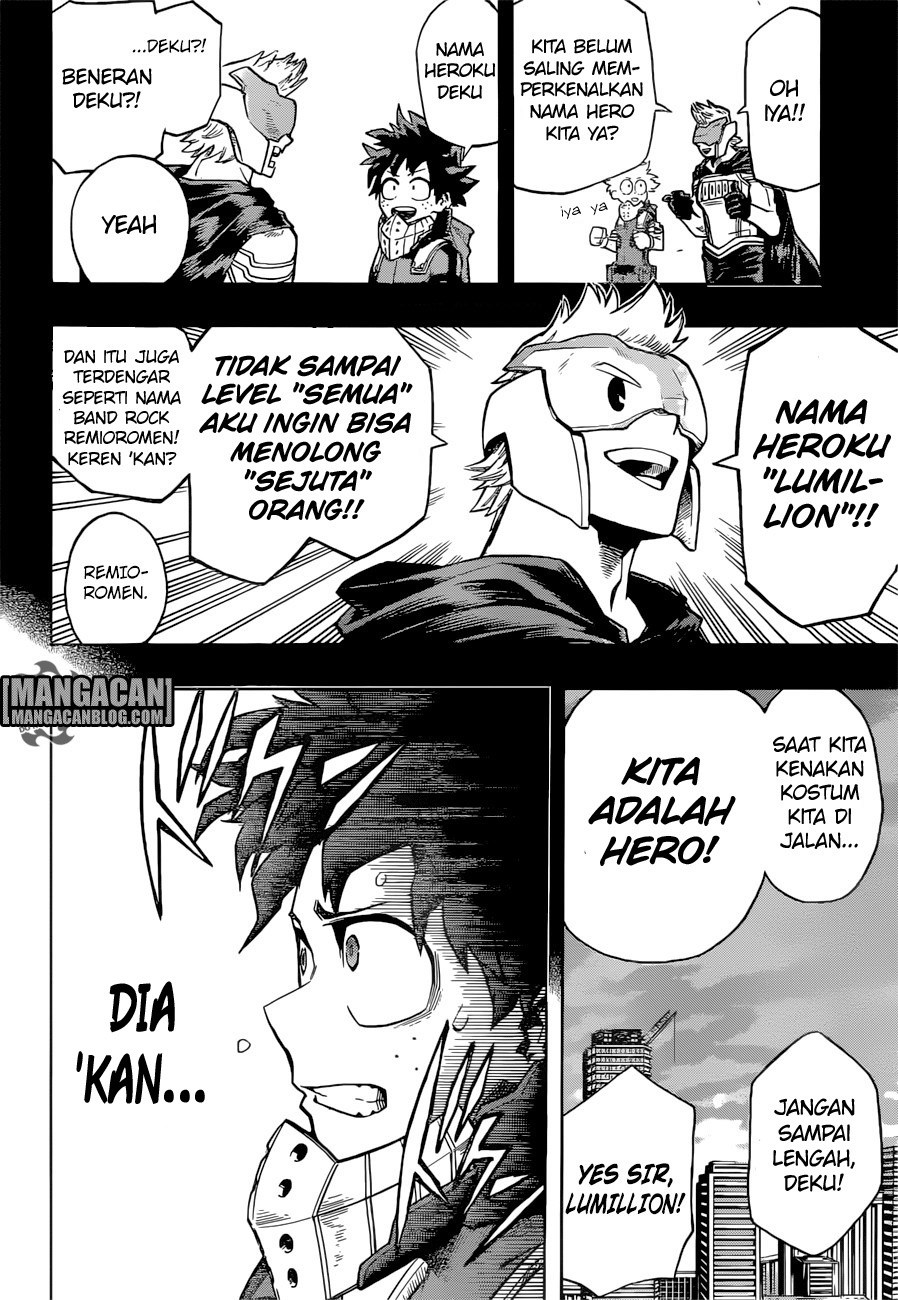 OH
IYA!!
KITA BELUM
SALING MEM-
PERKENALKAN
NAMA HERO
KITA YA?
iya ya
NAMA
HEROKU
DEKU
...DEKU?!
BENERAN
DEKU?!
YEAH
NAMA
HEROKU
"LUMIL-
LION"!!
TIDAK SAMPAI
LEVEL "SEMUA"
AKU INGIN BISA
MENOLONG
"SEJUTA"
ORANG!!
DAN ITU JUGA
TERDENGAR
SEPERTI NAMA
BAND ROCK
REMIOROMEN!
KEREN 'KAN?
REMIO-
ROMEN.
SAAT KITA
KENAKAN
KOSTUM
KITA DI
JALAN...
KITA
ADALAH
HERO!
JANGAN
SAMPAI
LENGAH,
DEKU!
YES SIR,
LUMILLION!
DIA
'KAN...
MANGACAN
MANGACANBLOG.COM